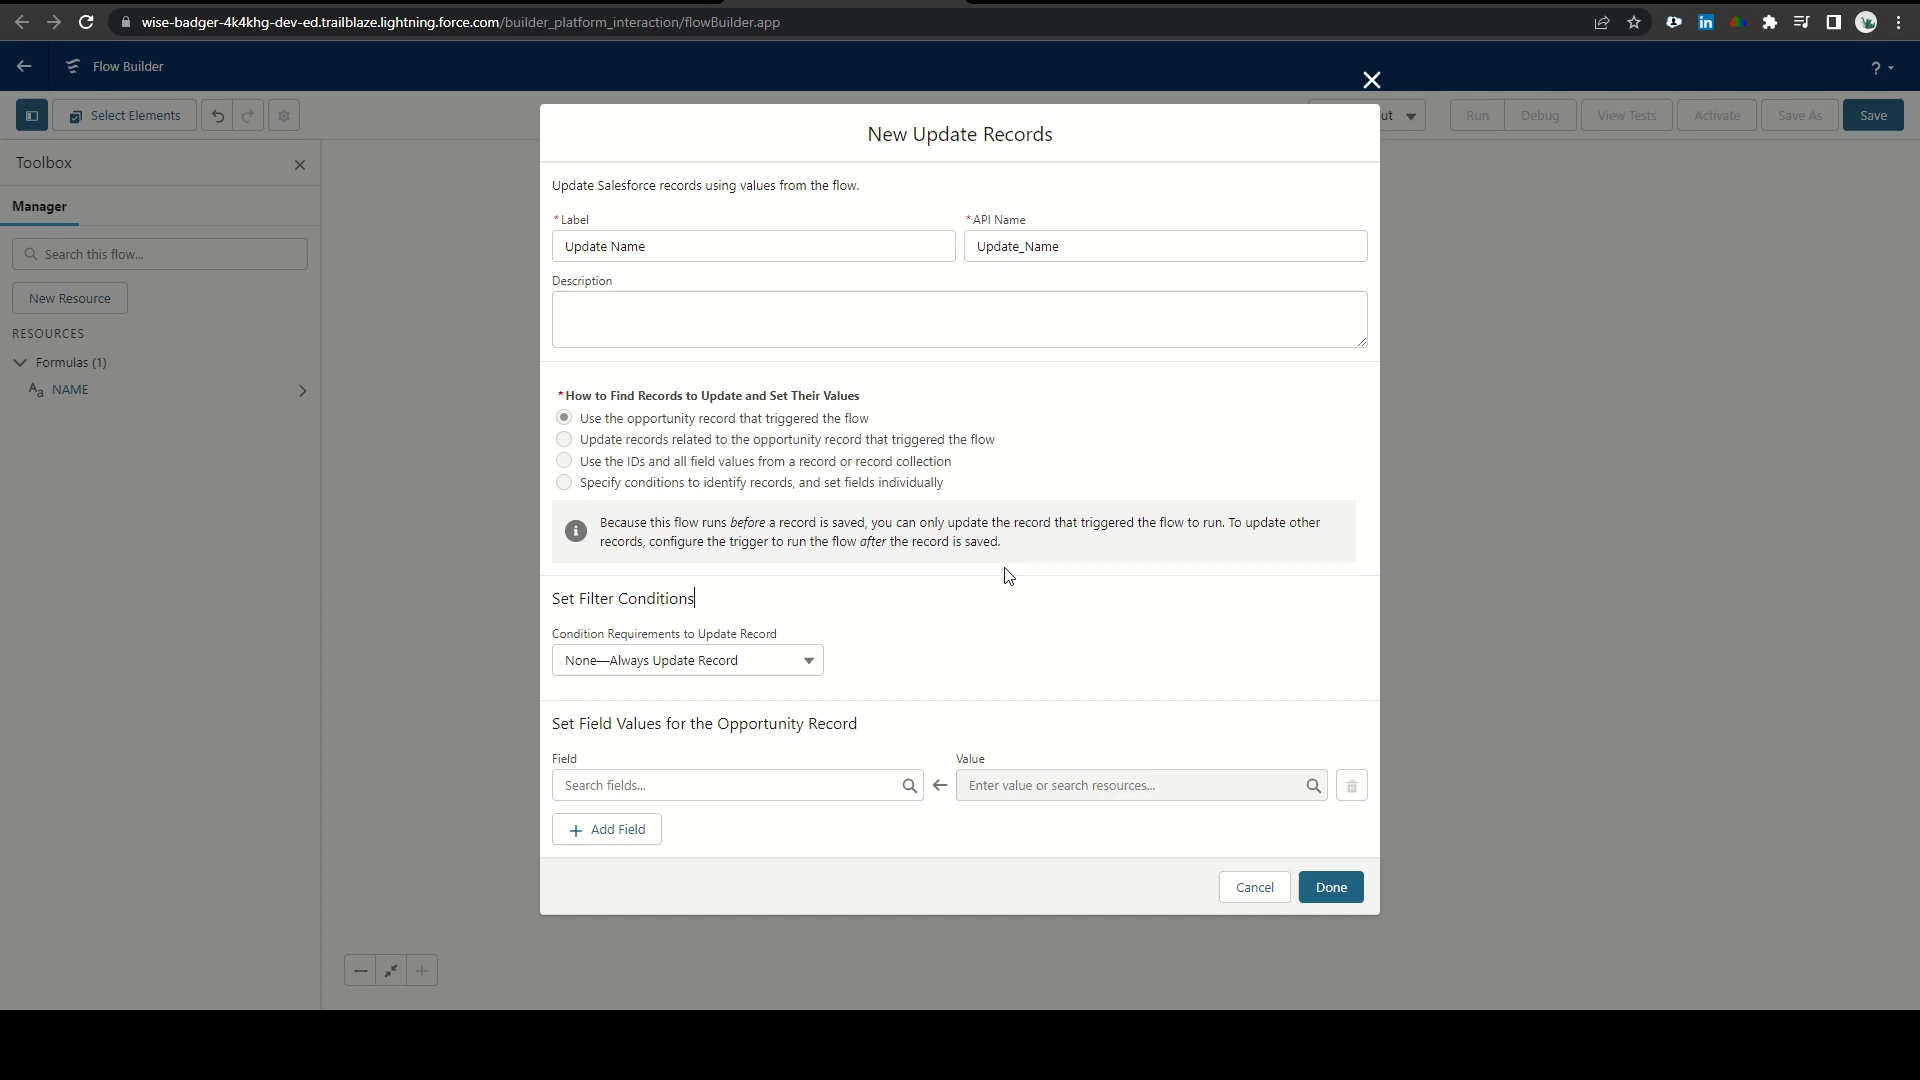 wise-badger-4k4khg-dev-ed.trailblaze.lightning.force.com/builder_platform_interaction/flowBuilder.app
Flow Builder
?
Select Elements
ut
Run
Debug
View Tests
Activate
Save As
Save
Toolbox
Manager
Search this flow...
New Resource
RESOURCES
Formulas (1)
Aa NAME
New Update Records
Update Salesforce records using values from the flow.
* Label
* API Name
Update Name
Update_Name
Description
* How to Find Records to Update and Set Their Values
Use the opportunity record that triggered the flow
Update records related to the opportunity record that triggered the flow
Use the IDs and all field values from a record or record collection
Specify conditions to identify records, and set fields individually
Because this flow runs before a record is saved, you can only update the record that triggered the flow to run. To update other
records, configure the trigger to run the flow after the record is saved.
Set Filter Conditions
Condition Requirements to Update Record
None—Always Update Record
Set Field Values for the Opportunity Record
Field
Value
Search fields...
Enter value or search resources...
Add Field
Cancel
Done